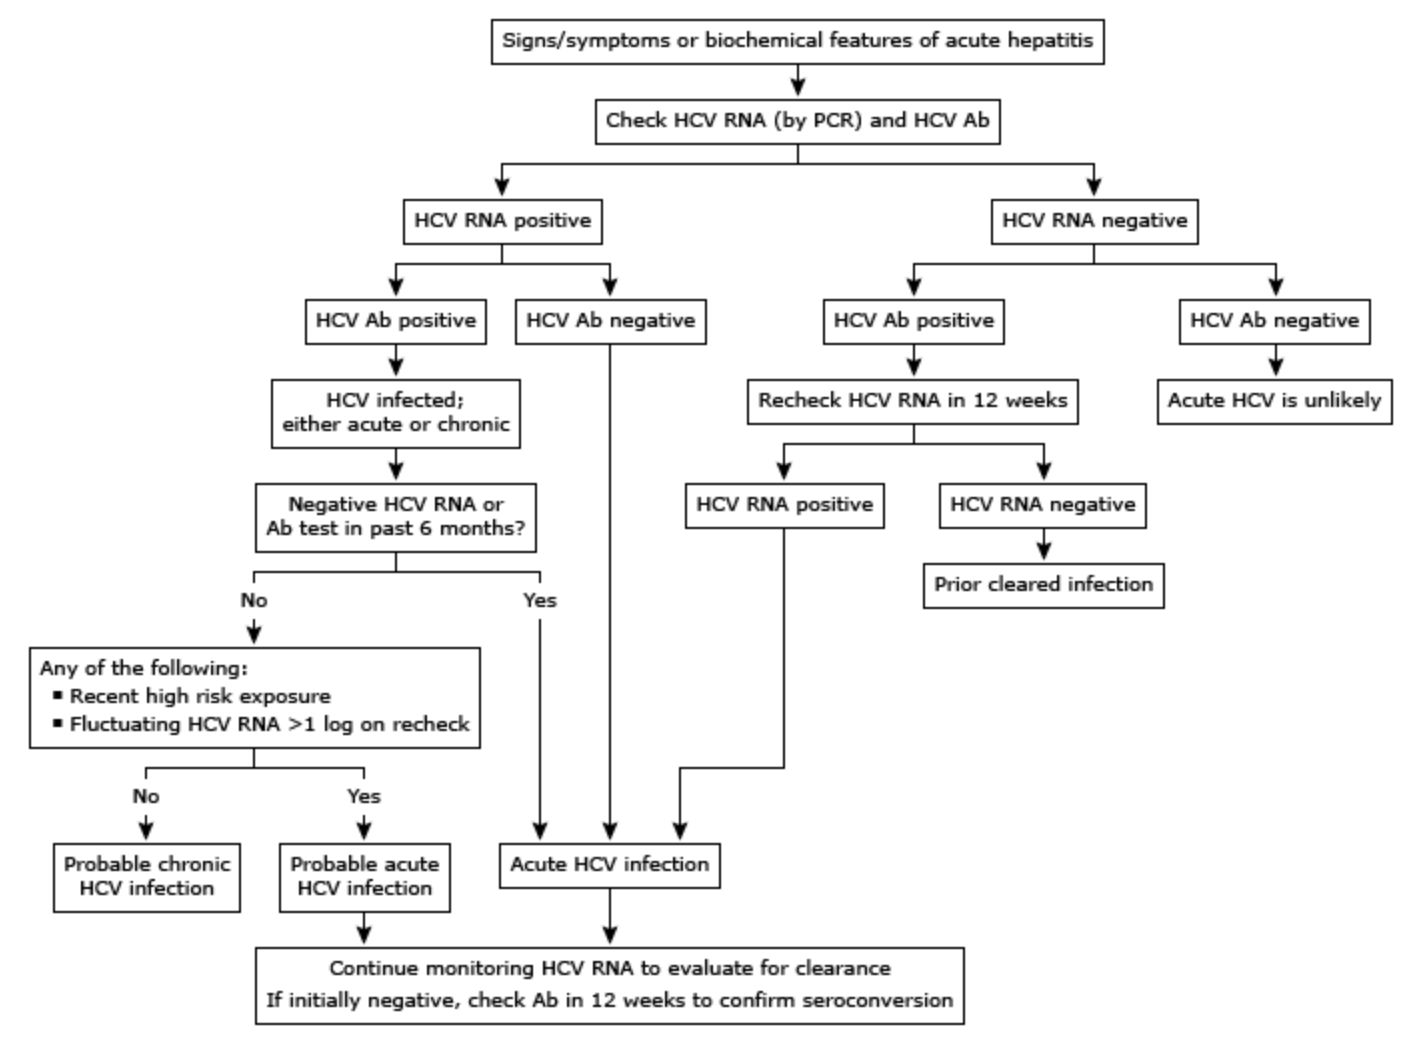 Signs/symptoms or biochemical features of acute hepatitis
Check HCV RNA (by PCR) and HCV Ab
HCV RNA positive
HCV RNA negative
HCV Ab positive
HCV Ab negative
HCV Ab positive
HCV Ab negative
HCV infected;
either acute or chronic
Recheck HCV RNA in 12 weeks
Acute HCV is unlikely
Negative HCV RNA or
Ab test in past 6 months?
HCV RNA positive
HCV RNA negative
Prior cleared infection
No
Yes
Any of the following:
▪ Recent high risk exposure
▪ Fluctuating HCV RNA >1 log on recheck
No
Yes
Probable chronic
HCV infection
Probable acute
HCV infection
Acute HCV infection
Continue monitoring HCV RNA to evaluate for clearance
If initially negative, check Ab in 12 weeks to confirm seroconversion